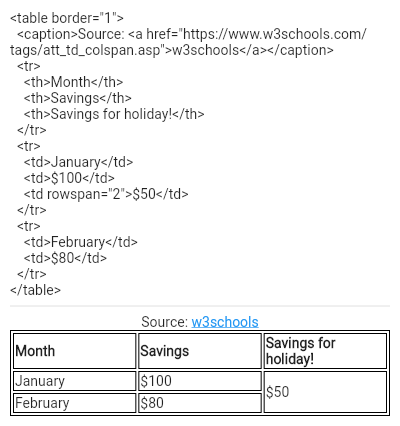 <table border="1">
  <caption>Source: <a href="https://www.w3schools.com/
tags/att_td_colspan.asp">w3schools</a></caption>
  <tr>
    <th>Month</th>
    <th>Savings</th>
    <th>Savings for holiday!</th>
  </tr>
  <tr>
    <td>January</td>
    <td>$100</td>
    <td rowspan="2">$50</td>
  </tr>
  <tr>
    <td>February</td>
    <td>$80</td>
  </tr>
</table>
Source: w3schools
Month Savings Savings for
holiday!
January $100
$50
February $80